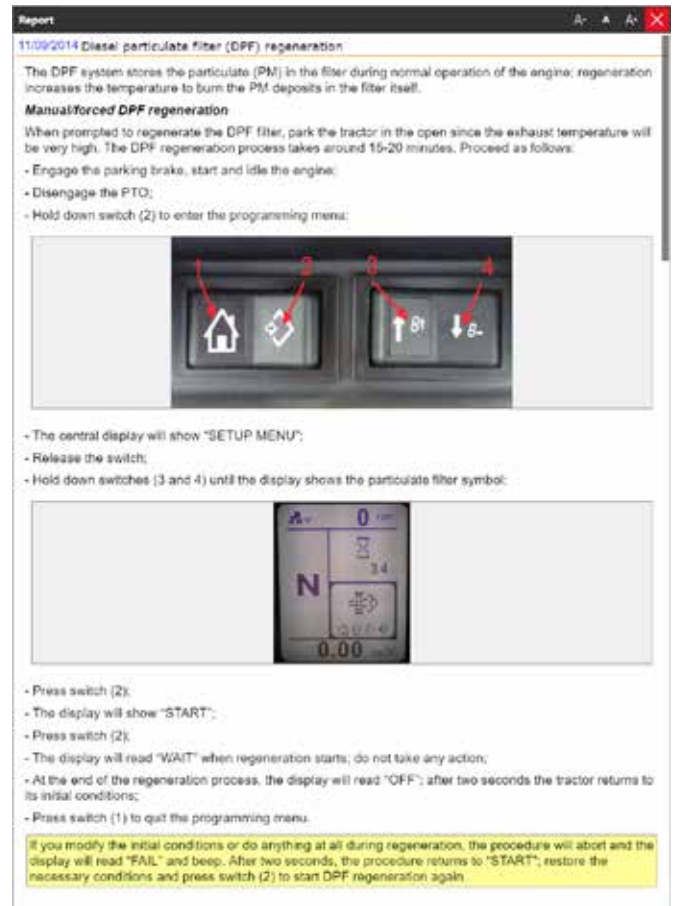 Report
A- A A+
11/09/2014 Diesel particulate filter (DPF) regeneration
The DPF system stores the particulate (PM) in the filter during normal operation of the engine; regeneration
increases the temperature to burn the PM deposits in the filter itself.
Manual/forced DPF regeneration
When prompted to regenerate the DPF filter, park the tractor in the open since the exhaust temperature will
be very high. The DPF regeneration process takes around 15-20 minutes. Proceed as follows:
- Engage the parking brake, start and idle the engine;
- Disengage the PTO;
- Hold down switch (2) to enter the programming menu:
1 2 3 4
- The central display will show "SETUP MENU";
- Release the switch;
- Hold down switches (3 and 4) until the display shows the particulate filter symbol:
0
34
N
0.00
- Press switch (2);
- The display will show "START";
- Press switch (2);
- The display will read "WAIT" when regeneration starts; do not take any action;
- At the end of the regeneration process, the display will read "OFF"; after two seconds the tractor returns to
its initial conditions;
- Press switch (1) to quit the programming menu.
If you modify the initial conditions or do anything at all during regeneration, the procedure will abort and the
display will read "FAIL" and beep. After two seconds, the procedure returns to "START"; restore the
necessary conditions and press switch (2) to start DPF regeneration again